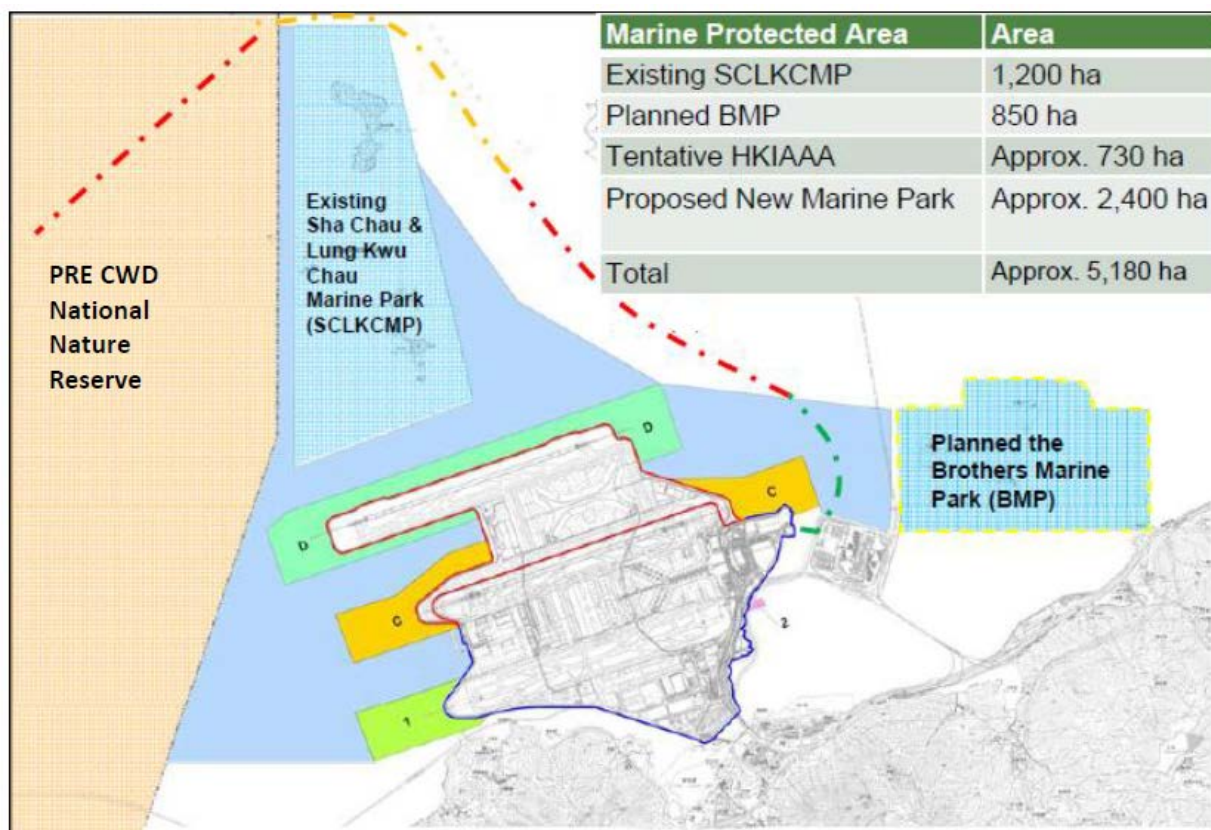 Marine Protected Area Area
Existing SCLKCMP 1,200 ha
Planned BMP 850 ha
Tentative HKIAAA Approx. 730 ha
Proposed New Marine Park Approx. 2,400 ha
Total Approx. 5,180 ha
Existing
Sha Chau &
Lung Kwu
Chau
Marine Park
(SCLKCMP)
PRE CWD
National
Nature
Reserve
Planned the
Brothers Marine
Park (BMP)
D
C
D
C
1
2